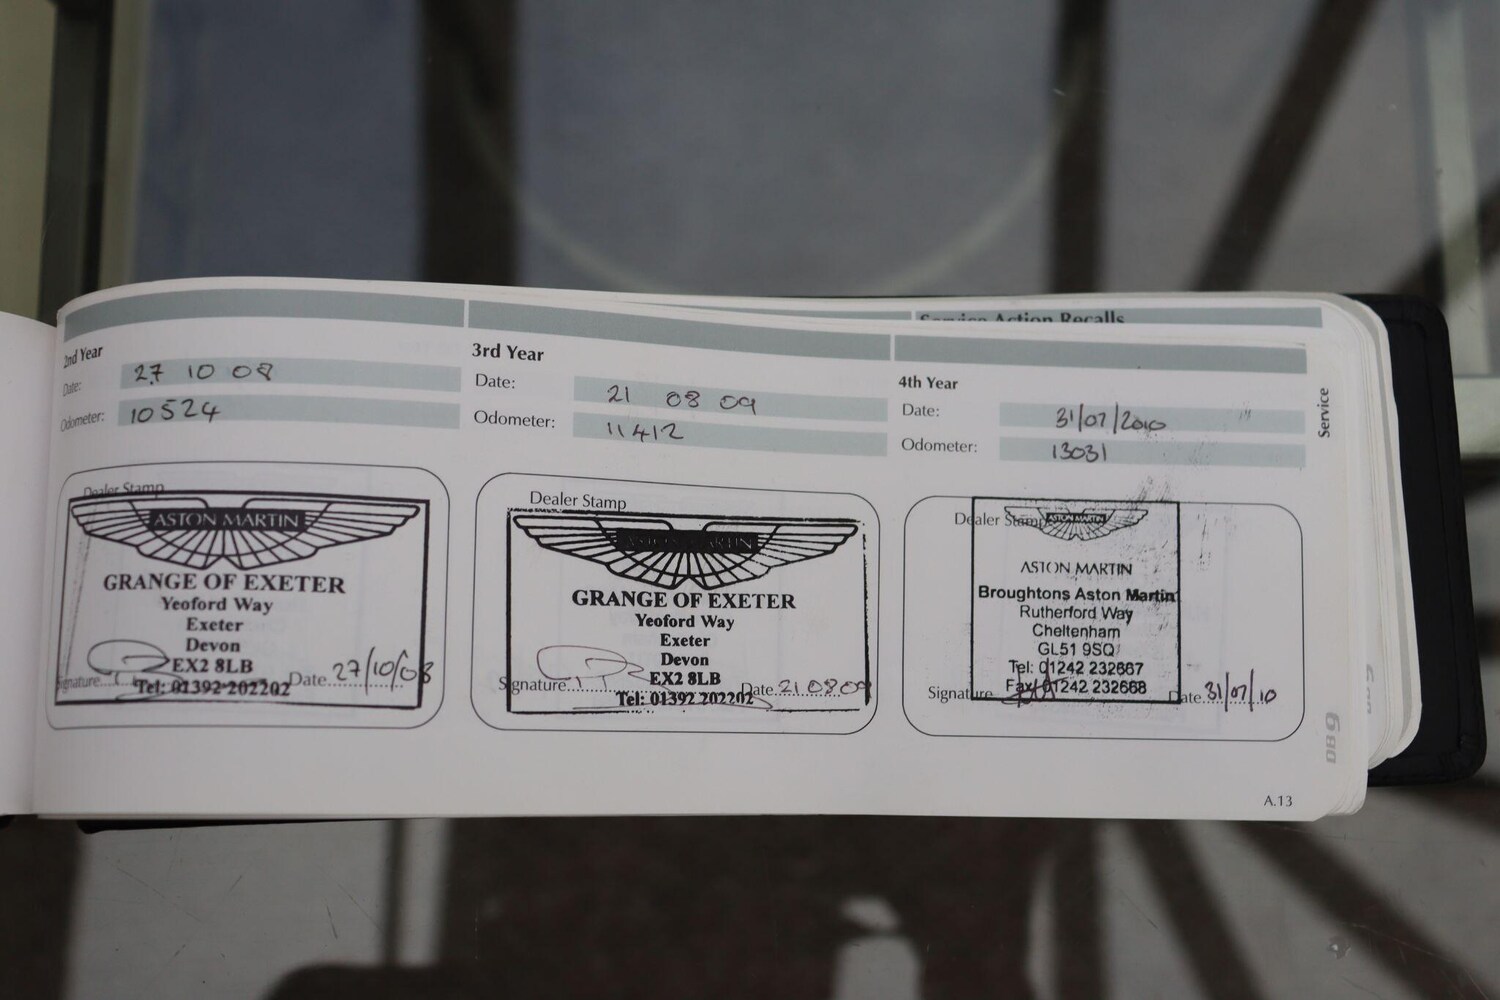 Service Action Recalls
2nd Year
Date: 27 10 08
Odometer: 10524
Dealer Stamp
ASTON MARTIN
GRANGE OF EXETER
Yeoford Way
Exeter
Devon
EX2 8LB
Tel: 01392 202202
Signature
Date 27/10/08
3rd Year
Date: 21 08 09
Odometer: 11412
Dealer Stamp
ASTON MARTIN
GRANGE OF EXETER
Yeoford Way
Exeter
Devon
EX2 8LB
Tel: 01392 202202
Signature
Date 21.08.09
4th Year
Date: 31/07/2010
Odometer: 13031
Dealer Stamp
ASTON MARTIN
ASTON MARTIN
Broughtons Aston Martin
Rutherford Way
Cheltenham
GL51 9SQ
Tel: 01242 232667
Fax: 01242 232668
Signature
Date 31/07/10
Service
DB9
A.13